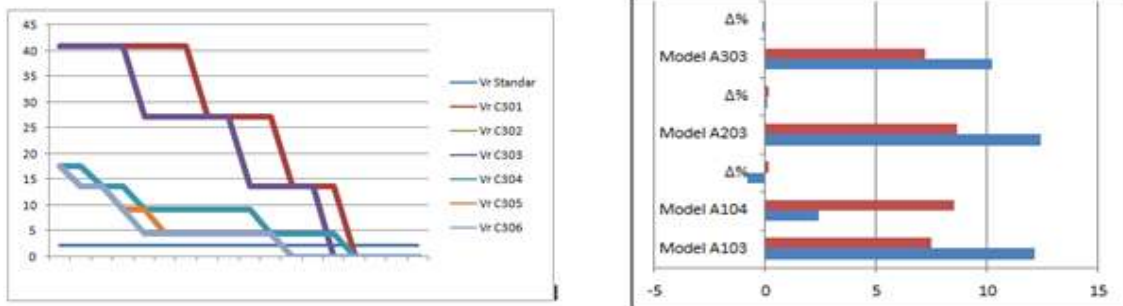 45
40
35
30
25
20
15
10
5
0
Vr Standar
Vr C301
Vr C302
Vr C303
Vr C304
Vr C305
Vr C306
Δ%
Model A303
Δ%
Model A203
Δ%
Model A104
Model A103
-5 0 5 10 15